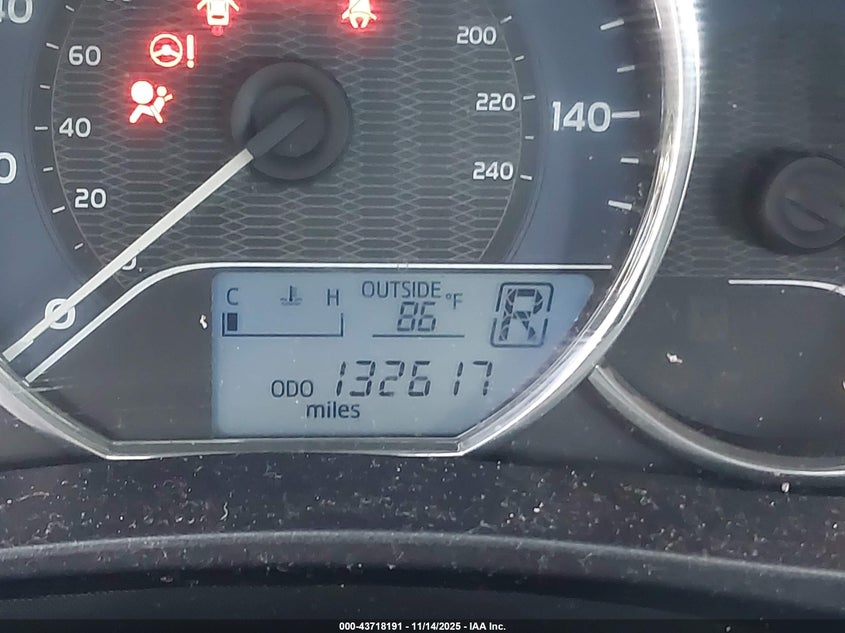 60
40
20
0
0
200
220
240
140
C H
OUTSIDE
86 °F
R
ODO 132617
miles
000-43718191 - 11/14/2025 - IAA Inc.